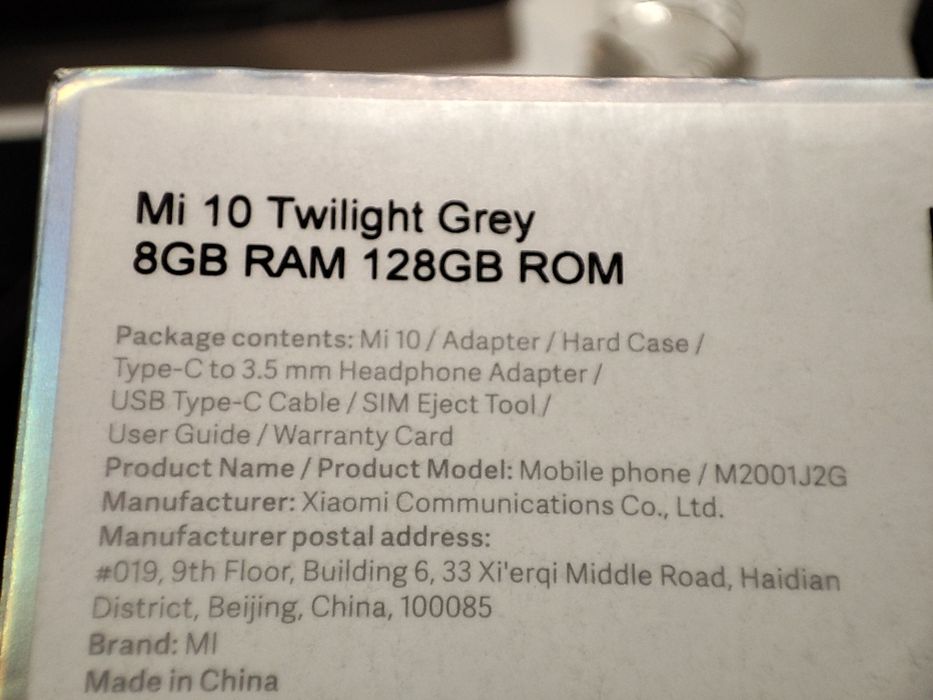 Mi 10 Twilight Grey
8GB RAM 128GB ROM
Package contents: Mi 10 / Adapter / Hard Case /
Type-C to 3.5 mm Headphone Adapter /
USB Type-C Cable / SIM Eject Tool /
User Guide / Warranty Card
Product Name / Product Model: Mobile phone / M2001J2G
Manufacturer: Xiaomi Communications Co., Ltd.
Manufacturer postal address:
#019, 9th Floor, Building 6, 33 Xi'erqi Middle Road, Haidian
District, Beijing, China, 100085
Brand: MI
Made in China